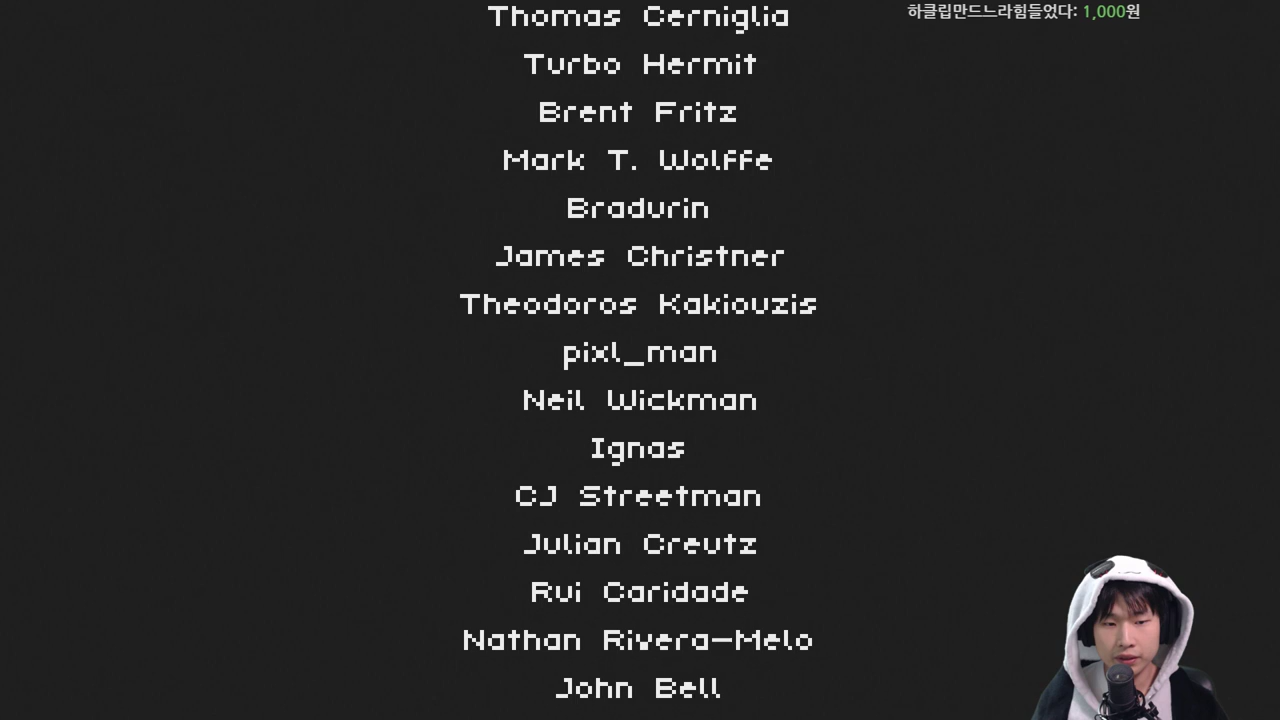 하클립만드느라힘들었다: 1,000원
Thomas Cerniglia
Turbo Hermit
Brent Fritz
Mark T. Wolffe
Bradurin
James Christner
Theodoros Kakiouzis
pixl_man
Neil Wickman
Ignas
CJ Streetman
Julian Creutz
Rui Caridade
Nathan Rivera-Melo
John Bell